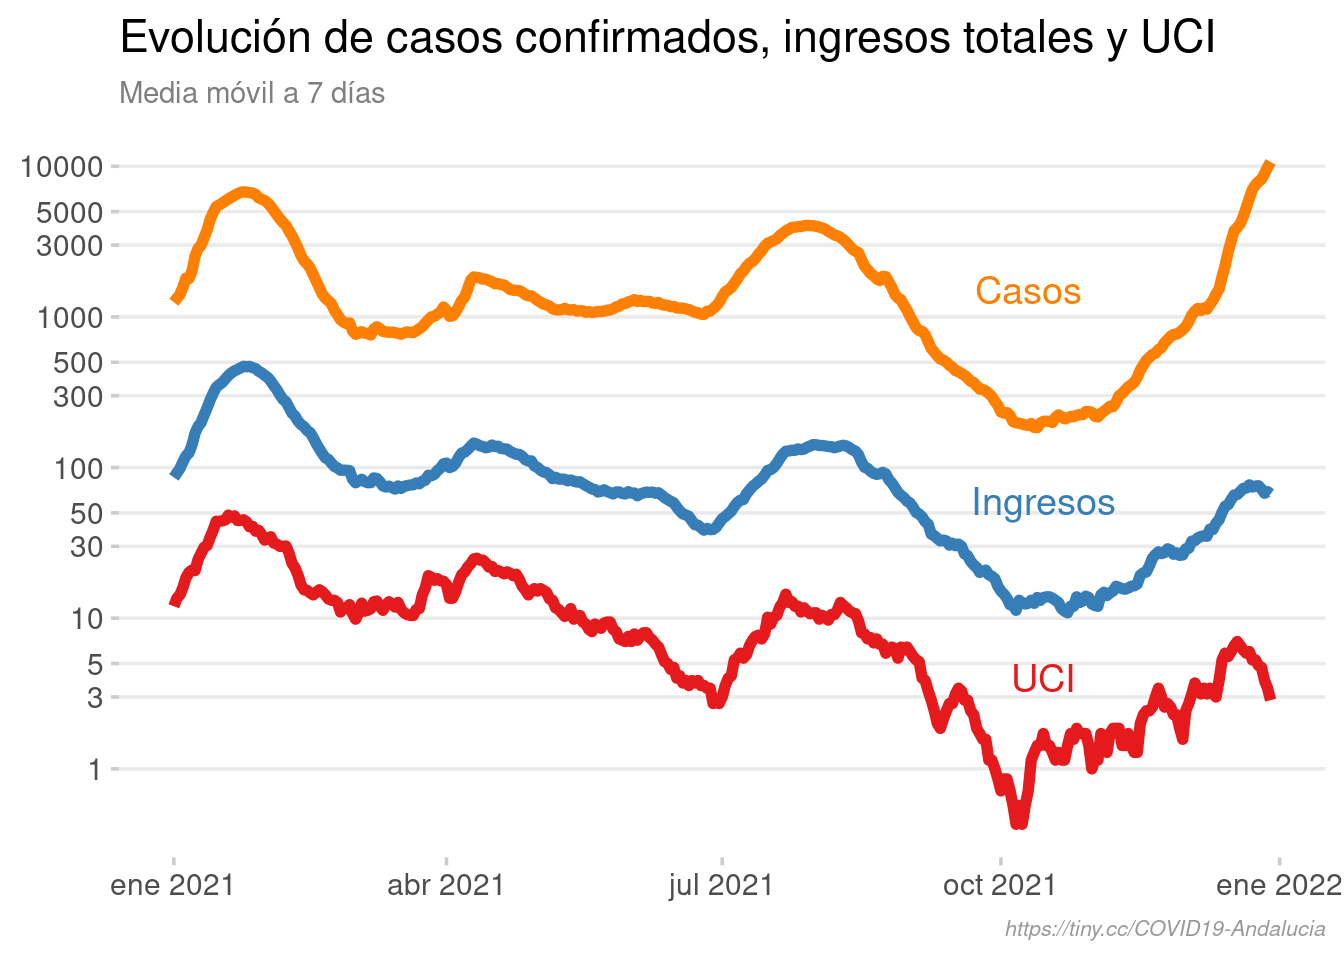 Evolución de casos confirmados, ingresos totales y UCI
Media móvil a 7 días
10000
5000
3000
1000
500
300
100
50
30
10
5
3
1
Casos
Ingresos
UCI
ene 2021 abr 2021 jul 2021 oct 2021 ene 2022
https://tiny.cc/COVID19-Andalucia